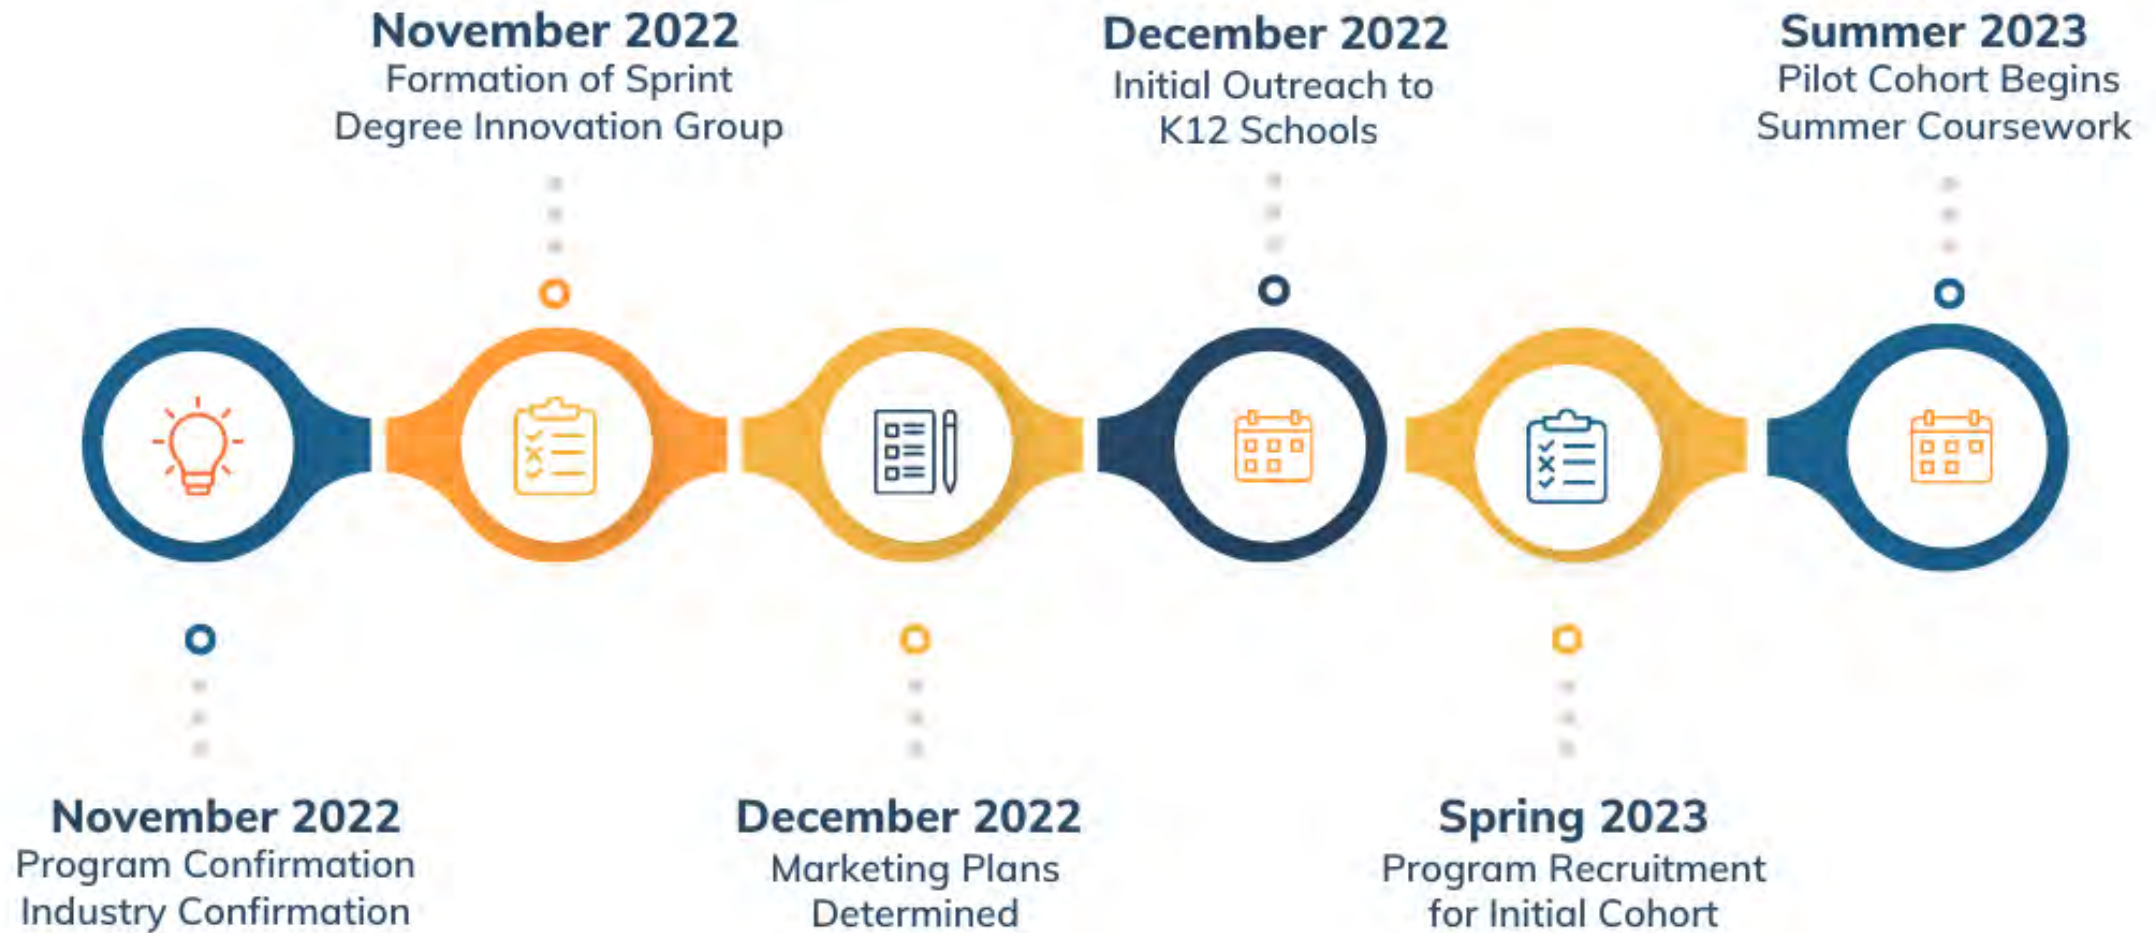 November 2022
Formation of Sprint
Degree Innovation Group
December 2022
Initial Outreach to
K12 Schools
Summer 2023
Pilot Cohort Begins
Summer Coursework
November 2022
Program Confirmation
Industry Confirmation
December 2022
Marketing Plans
Determined
Spring 2023
Program Recruitment
for Initial Cohort